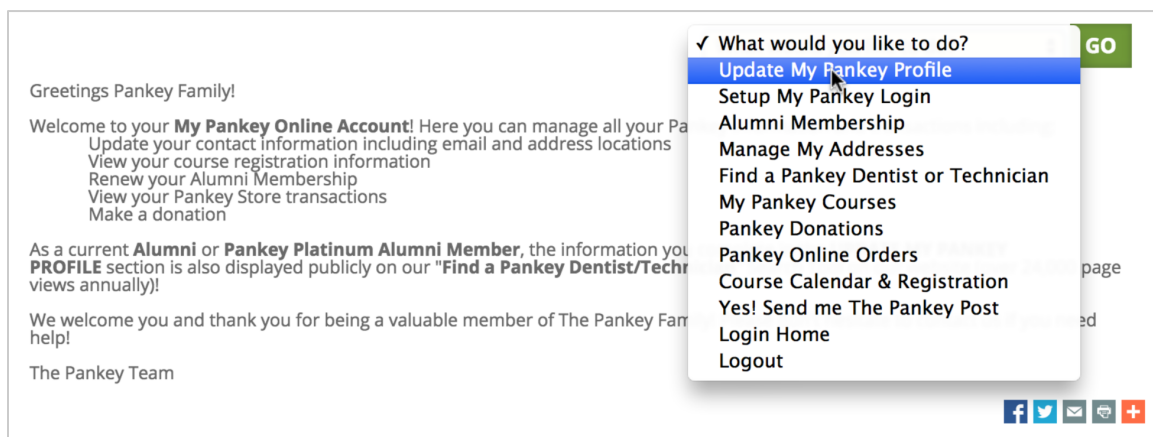 ✓ What would you like to do?
GO
Update My Pankey Profile
Setup My Pankey Login
Alumni Membership
Manage My Addresses
Find a Pankey Dentist or Technician
My Pankey Courses
Pankey Donations
Pankey Online Orders
Course Calendar & Registration
Yes! Send me The Pankey Post
Login Home
Logout
Greetings Pankey Family!
Welcome to your My Pankey Online Account! Here you can manage all your Pa
Update your contact information including email and address locations
View your course registration information
Renew your Alumni Membership
View your Pankey Store transactions
Make a donation
As a current Alumni or Pankey Platinum Alumni Member, the information you
PROFILE section is also displayed publicly on our "Find a Pankey Dentist/Techn page
views annually)!
We welcome you and thank you for being a valuable member of The Pankey Fam ed
help!
The Pankey Team